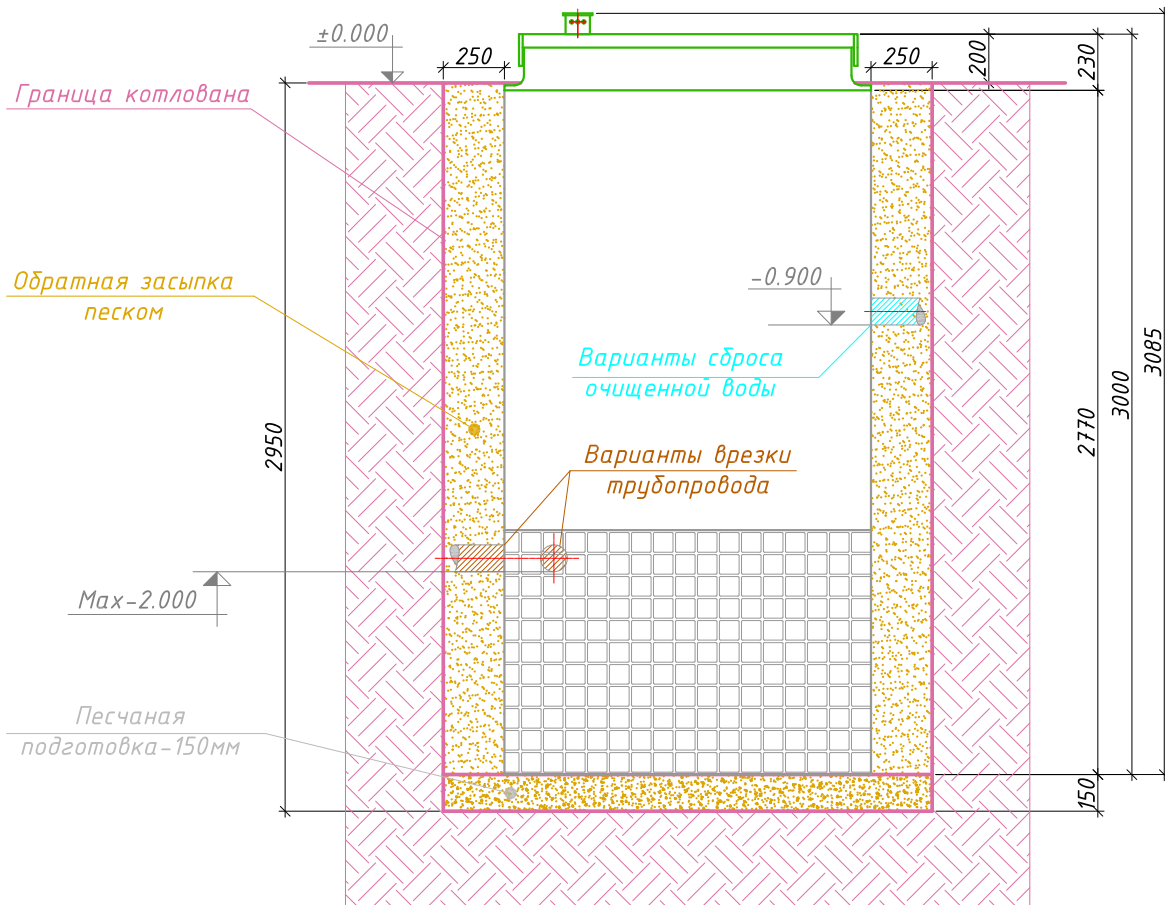 ±0.000
250
250
200
230
Граница котлована
Обратная засыпка
песком
-0.900
Варианты сброса
очищенной воды
3085
3000
2770
2950
Варианты врезки
трубопровода
Max-2.000
Песчаная
подготовка-150мм
150